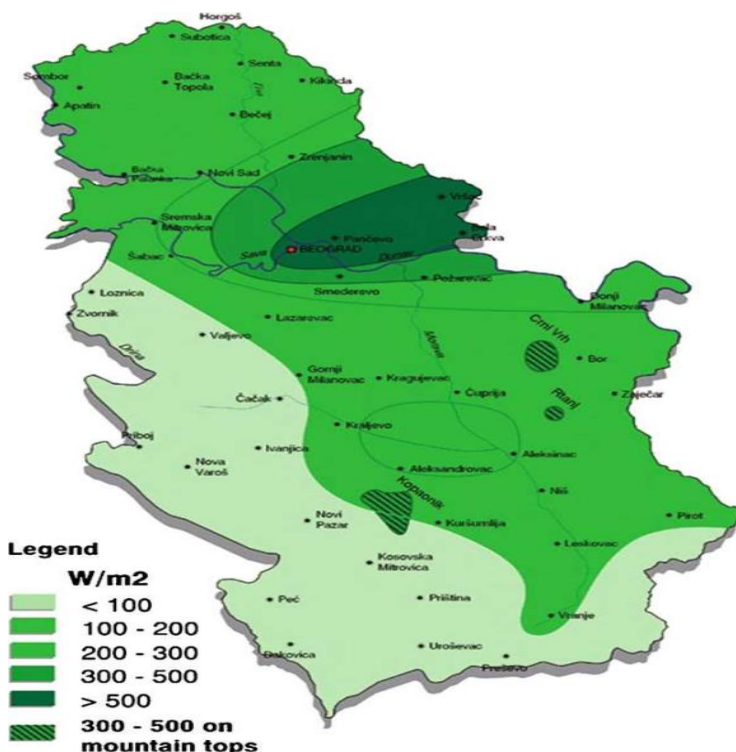 Horgoš
Subotica
Senta
Sombor
Bačka
Topola
Kikinda
Apatin
Bečej
Zrenjanin
Bačka
Palanka
Novi Sad
Vršac
Sremska
Mitrovica
Pančevo
Bela
Crkva
BEOGRAD
Sava
Dunav
Šabac
Smederevo
Požarevac
Loznica
Donji
Milanovac
Zvornik
Lazarevac
Valjevo
Morava
Crni Vrh
Bor
Drina
Gornji
Milanovac
Kragujevac
Čuprija
Rtanj
Zaječar
Čačak
Kraljevo
Priboj
Ivanjica
Nova
Varoš
Aleksinac
Aleksandrovac
Kopaonik
Niš
Novi
Pazar
Kuršumlija
Pirot
Leskovac
Kosovska
Mitrovica
Peć
Priština
Vranje
Đakovica
Uroševac
Preševo
Legend
W/m2
< 100
100 - 200
200 - 300
300 - 500
> 500
300 - 500 on
mountain tops